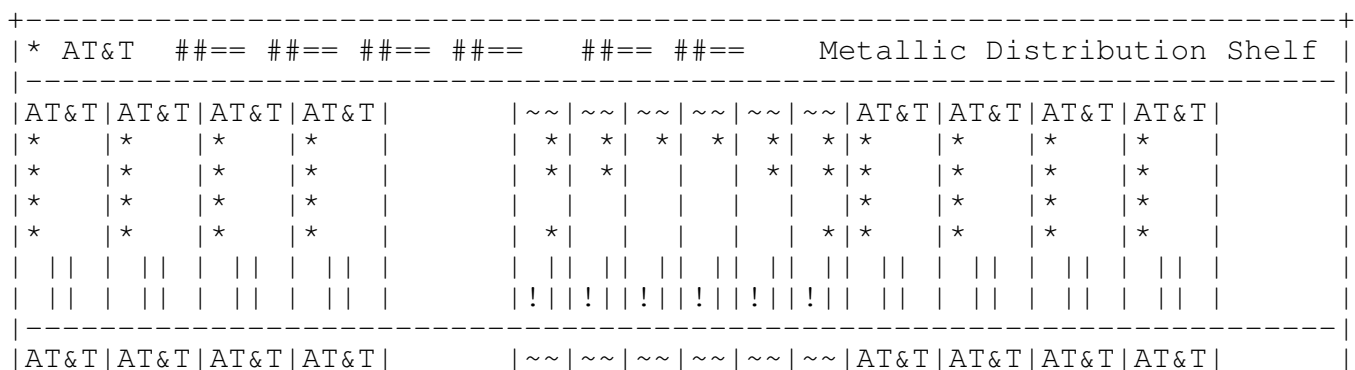 +-----------------------------------------------------------------------+
|* AT&T  ##== ##== ##== ##==   ##== ##==    Metallic Distribution Shelf |
|-----------------------------------------------------------------------|
|AT&T|AT&T|AT&T|AT&T|      |~~|~~|~~|~~|~~|~~|AT&T|AT&T|AT&T|AT&T|      |
|*   |*   |*   |*   |      | *| *| *| *| *| *|*   |*   |*   |*   |      |
|*   |*   |*   |*   |      | *| *|  |  | *| *|*   |*   |*   |*   |      |
|*   |*   |*   |*   |      |  |  |  |  |  |  |*   |*   |*   |*   |      |
|*   |*   |*   |*   |      | *|  |  |  |  | *|*   |*   |*   |*   |      |
| || | || | || | || |      | || || || || || || || | || | || | || |      |
| || | || | || | || |      |!||!||!||!||!||!|| || | || | || | || |      |
|-----------------------------------------------------------------------|
|AT&T|AT&T|AT&T|AT&T|      |~~|~~|~~|~~|~~|~~|AT&T|AT&T|AT&T|AT&T|      |